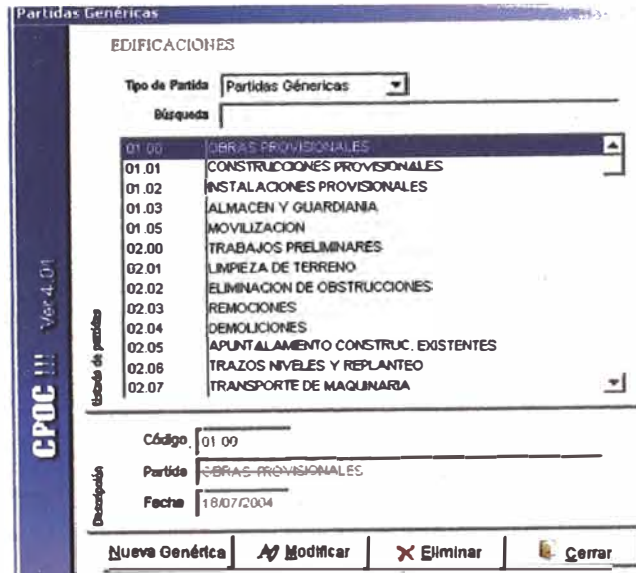 Partidas Genéricas
EDIFICACIONES
Tipo de Partida Partidas Génericas
Búsqueda
01.00 OBRAS PROVISIONALES
01.01 CONSTRUCCIONES PROVISIONALES
01.02 INSTALACIONES PROVISIONALES
01.03 ALMACEN Y GUARDIANIA
01.05 MOVILIZACION
02.00 TRABAJOS PRELIMINARES
02.01 LIMPIEZA DE TERRENO
02.02 ELIMINACION DE OBSTRUCCIONES
02.03 REMOCIONES
02.04 DEMOLICIONES
02.05 APUNTALAMIENTO CONSTRUC. EXISTENTES
02.06 TRAZOS NIVELES Y REPLANTEO
02.07 TRANSPORTE DE MAQUINARIA
Listado de partidas
CPOC III Ver 4.01
Código 01.00
Partida OBRAS PROVISIONALES
Fecha 18/07/2004
Descripción
Nueva Genérica Modificar Eliminar Cerrar